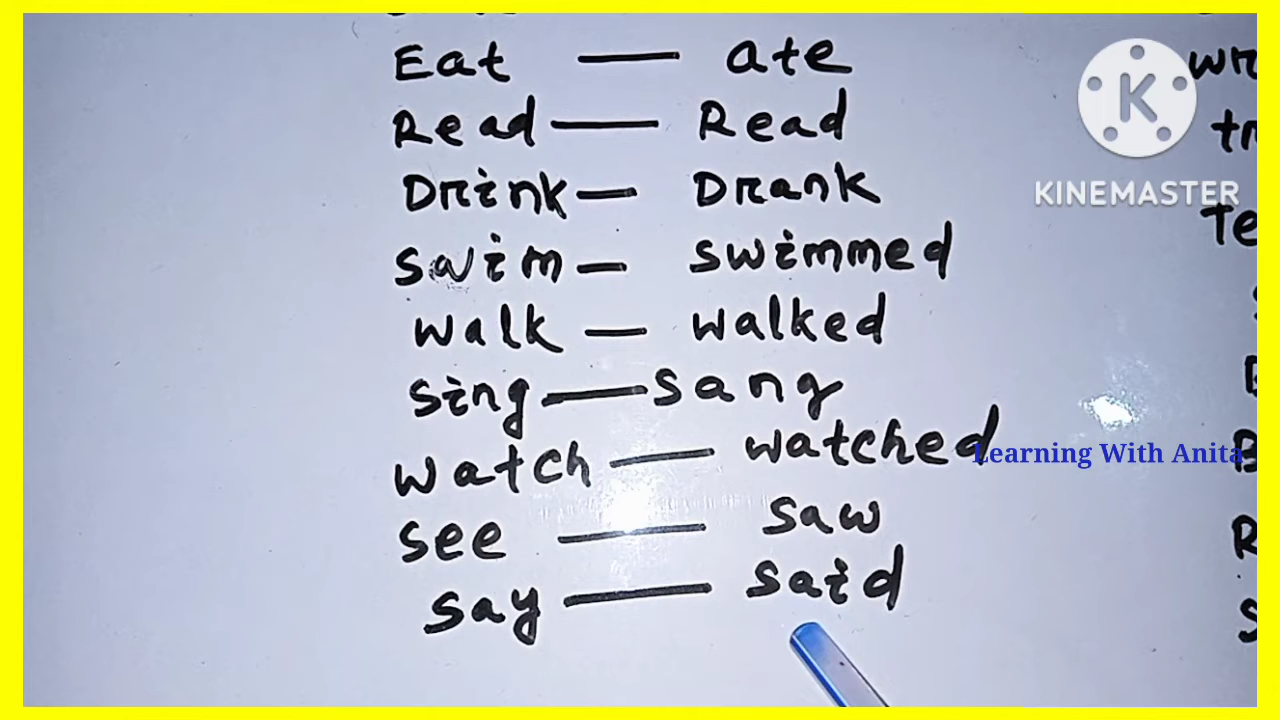 Eat — ate
Read — Read
Drink — Drank
Swim — swimmed
Walk — walked
Sing — Sang
Watch — watched
See — Saw
Say — Said
K
KINEMASTER
Learning With Anita